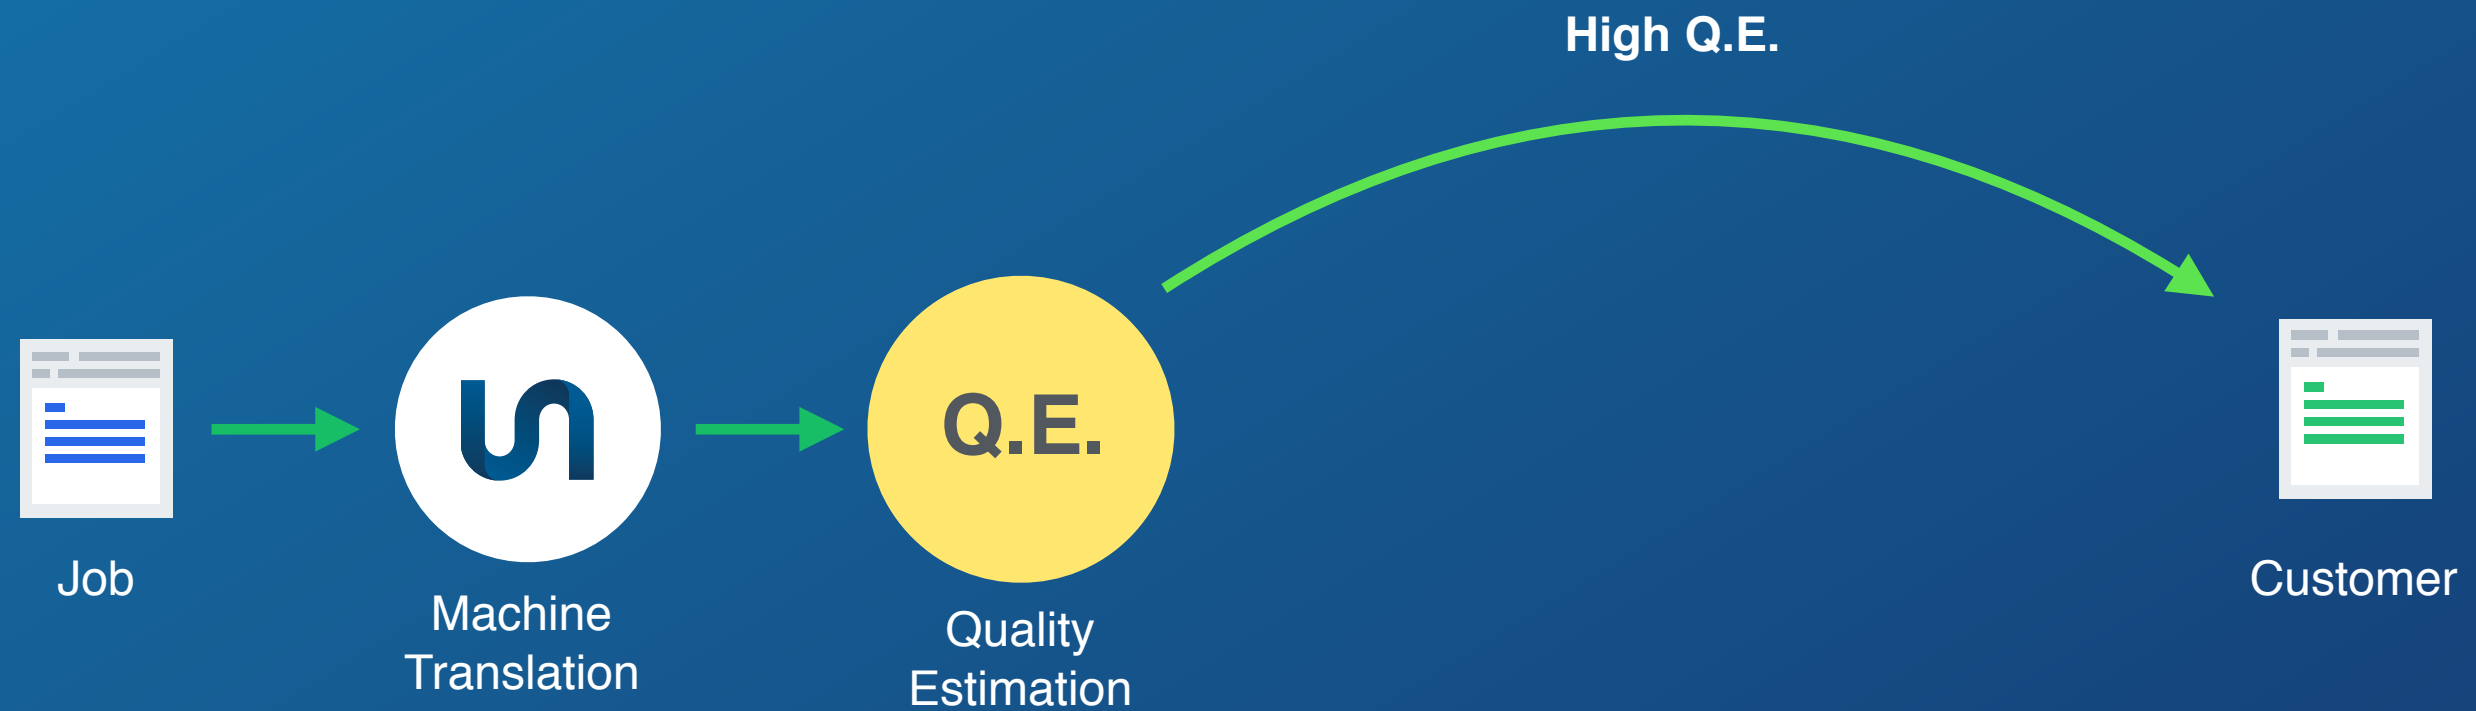 High Q.E.
Q.E.
Job
Machine
Translation
Quality
Estimation
Customer